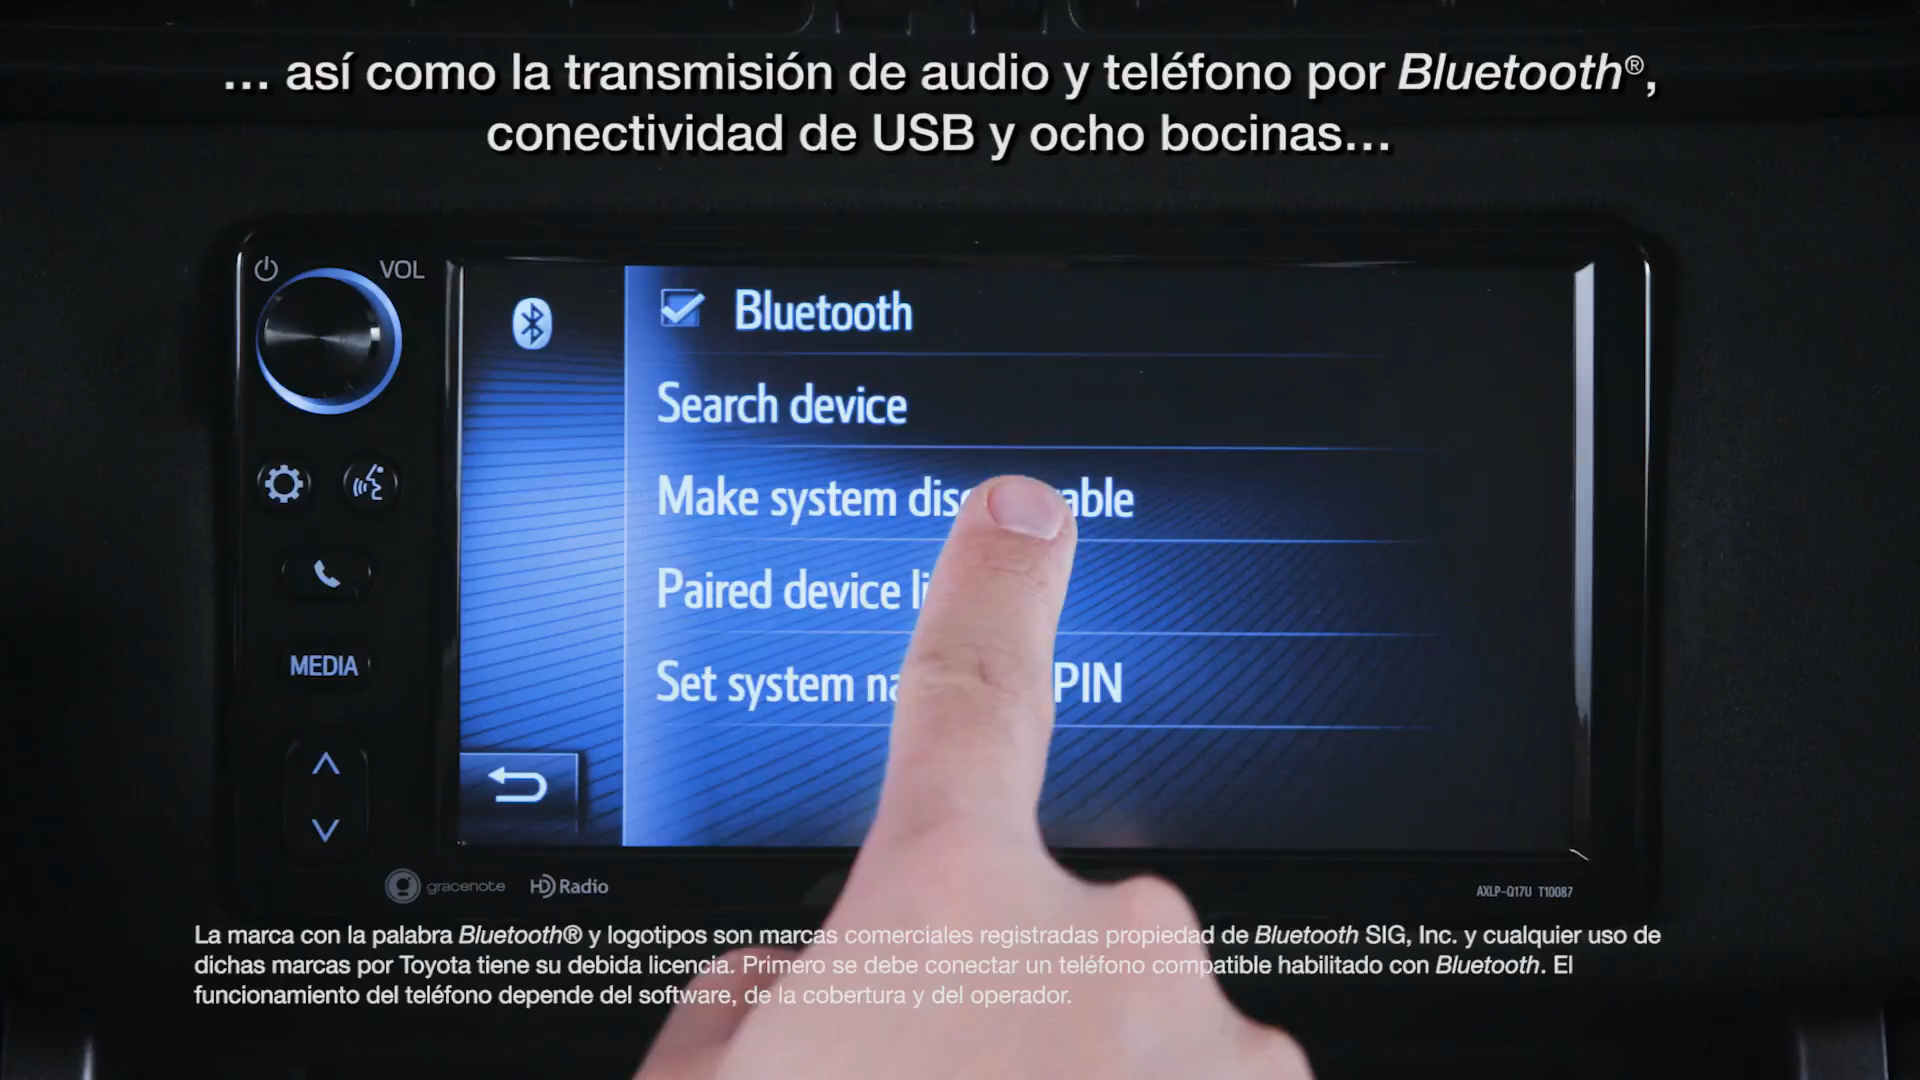 ... así como la transmisión de audio y teléfono por Bluetooth®,
conectividad de USB y ocho bocinas...
VOL
Bluetooth
Search device
Make system
Paired device
Set system PIN
MEDIA
gracenote HD Radio
AXLP-Q17U T10087
La marca con la palabra Bluetooth® y logotipos son marcas comerciales registradas propiedad de Bluetooth SIG, Inc. y cualquier uso de
dichas marcas por Toyota tiene su debida licencia. Primero se debe conectar un teléfono compatible habilitado con Bluetooth. El
funcionamiento del teléfono depende del software, de la cobertura y del operador.